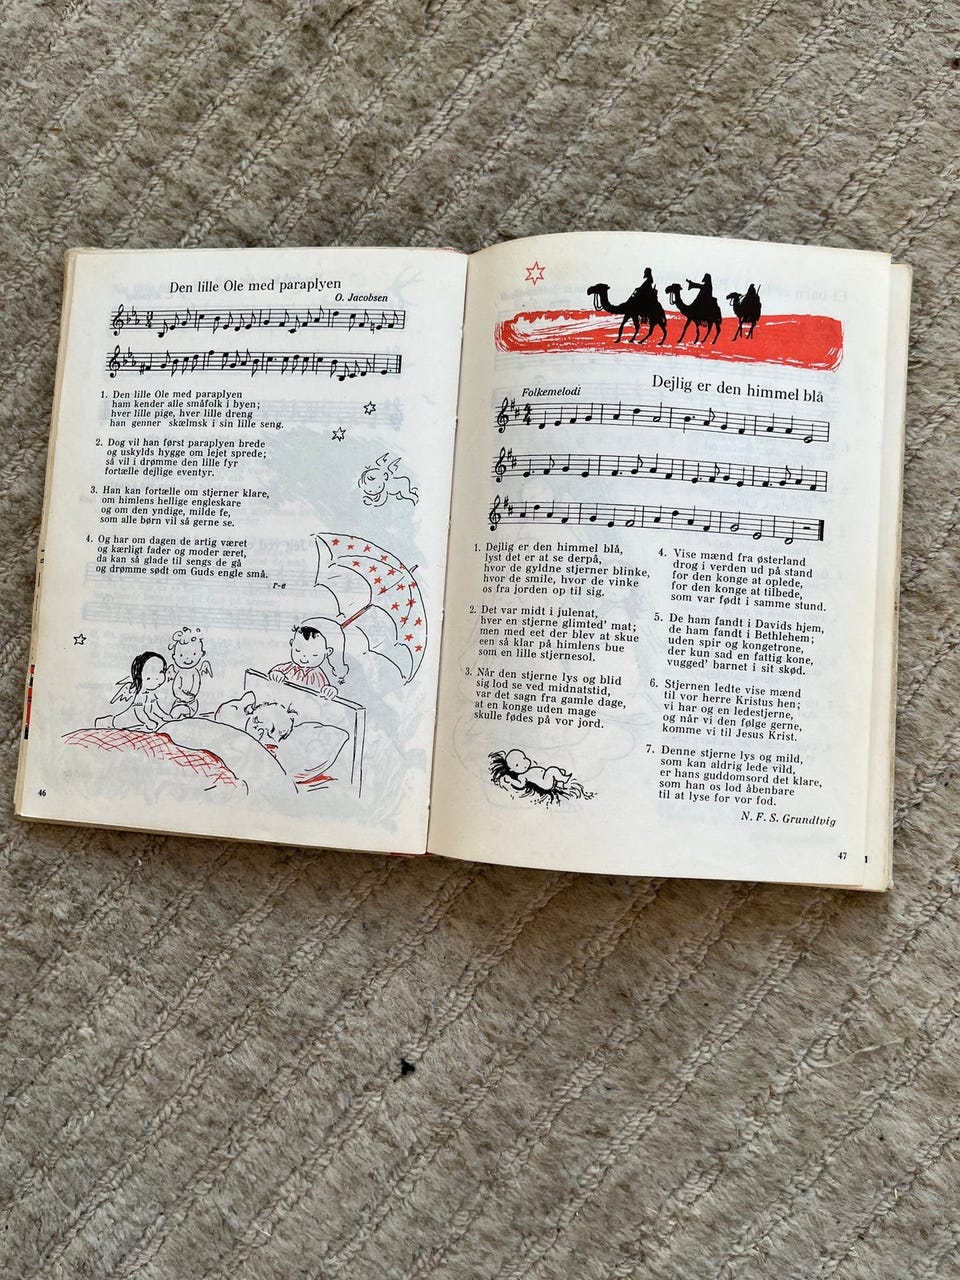 Den lille Ole med paraplyen
O. Jacobsen
1. Den lille Ole med paraplyen
ham kender alle småfolk i byen;
hver lille pige, hver lille dreng
han genner skælmsk i sin lille seng.
2. Dog vil han først paraplyen brede
og uskylds hygge om lejet sprede;
så vil i drømme den lille fyr
fortælle dejlige eventyr.
3. Han kan fortælle om stjerner klare,
om himlens hellige engleskare
og om den yndige, milde fe,
som alle børn vil så gerne se.
4. Og har om dagen de artig været
og kærligt fader og moder æret,
da kan så glade til sengs de gå
og drømme sødt om Guds engle små.
r-e
46
Dejlig er den himmel blå
Folkemelodi
1. Dejlig er den himmel blå,
lyst det er at se derpå,
hvor de gyldne stjerner blinke,
hvor de smile, hvor de vinke
os fra jorden op til sig.
2. Det var midt i julenat,
hver en stjerne glimted' mat;
men med eet der blev at skue
een så klar på himlens bue
som en lille stjernesol.
3. Når den stjerne lys og blid
sig lod se ved midnatstid,
var det sagn fra gamle dage,
at en konge uden mage
skulle fødes på vor jord.
4. Vise mænd fra østerland
drog i verden ud på stand
for den konge at oplede,
for den konge at tilbede,
som var født i samme stund.
5. De ham fandt i Davids hjem,
de ham fandt i Bethlehem;
uden spir og kongetrone,
der kun sad en fattig kone,
vugged' barnet i sit skød.
6. Stjernen ledte vise mænd
til vor herre Kristus hen;
vi har og en ledestjerne,
og når vi den følge gerne,
komme vi til Jesus Krist.
7. Denne stjerne lys og mild,
som kan aldrig lede vild,
er hans guddomsord det klare,
som han os lod åbenbare
til at lyse for vor fod.
N. F. S. Grundtvig
47